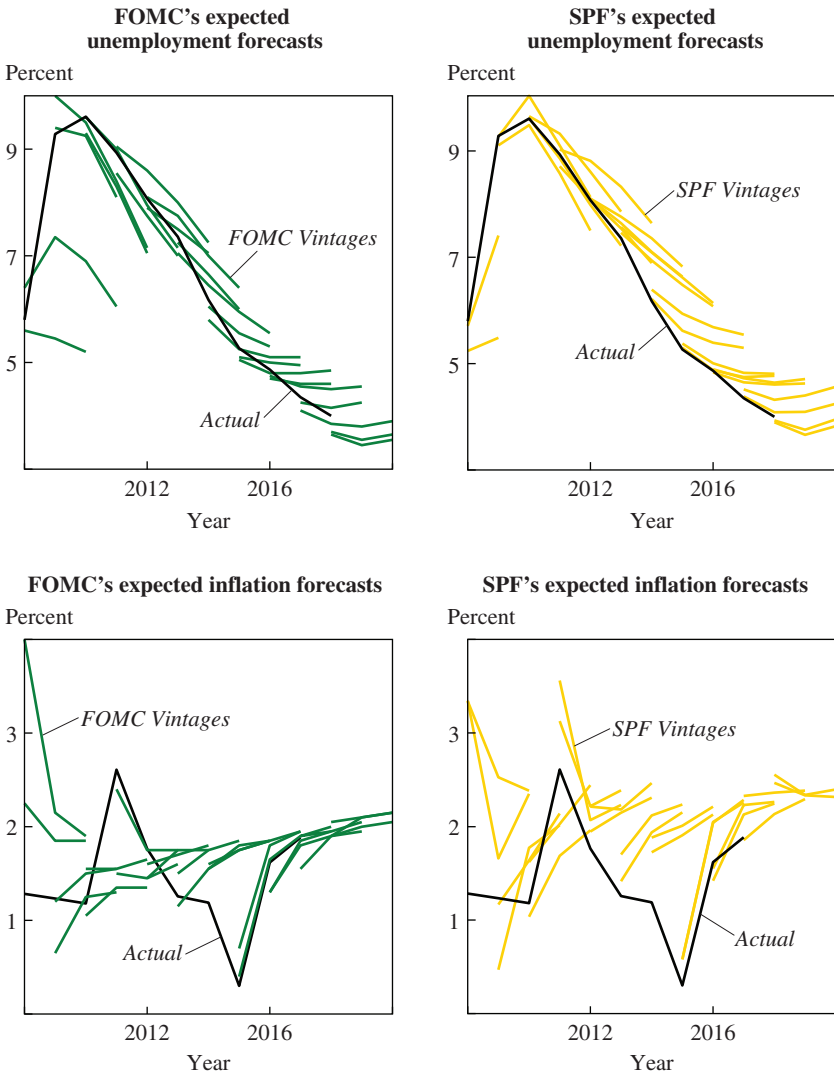 FOMC's expected
unemployment forecasts
Percent
9
7
5
FOMC Vintages
Actual
2012 2016
Year
SPF's expected
unemployment forecasts
Percent
9
7
5
SPF Vintages
Actual
2012 2016
Year
FOMC's expected inflation forecasts
Percent
3
2
1
FOMC Vintages
Actual
2012 2016
Year
SPF's expected inflation forecasts
Percent
3
2
1
SPF Vintages
Actual
2012 2016
Year